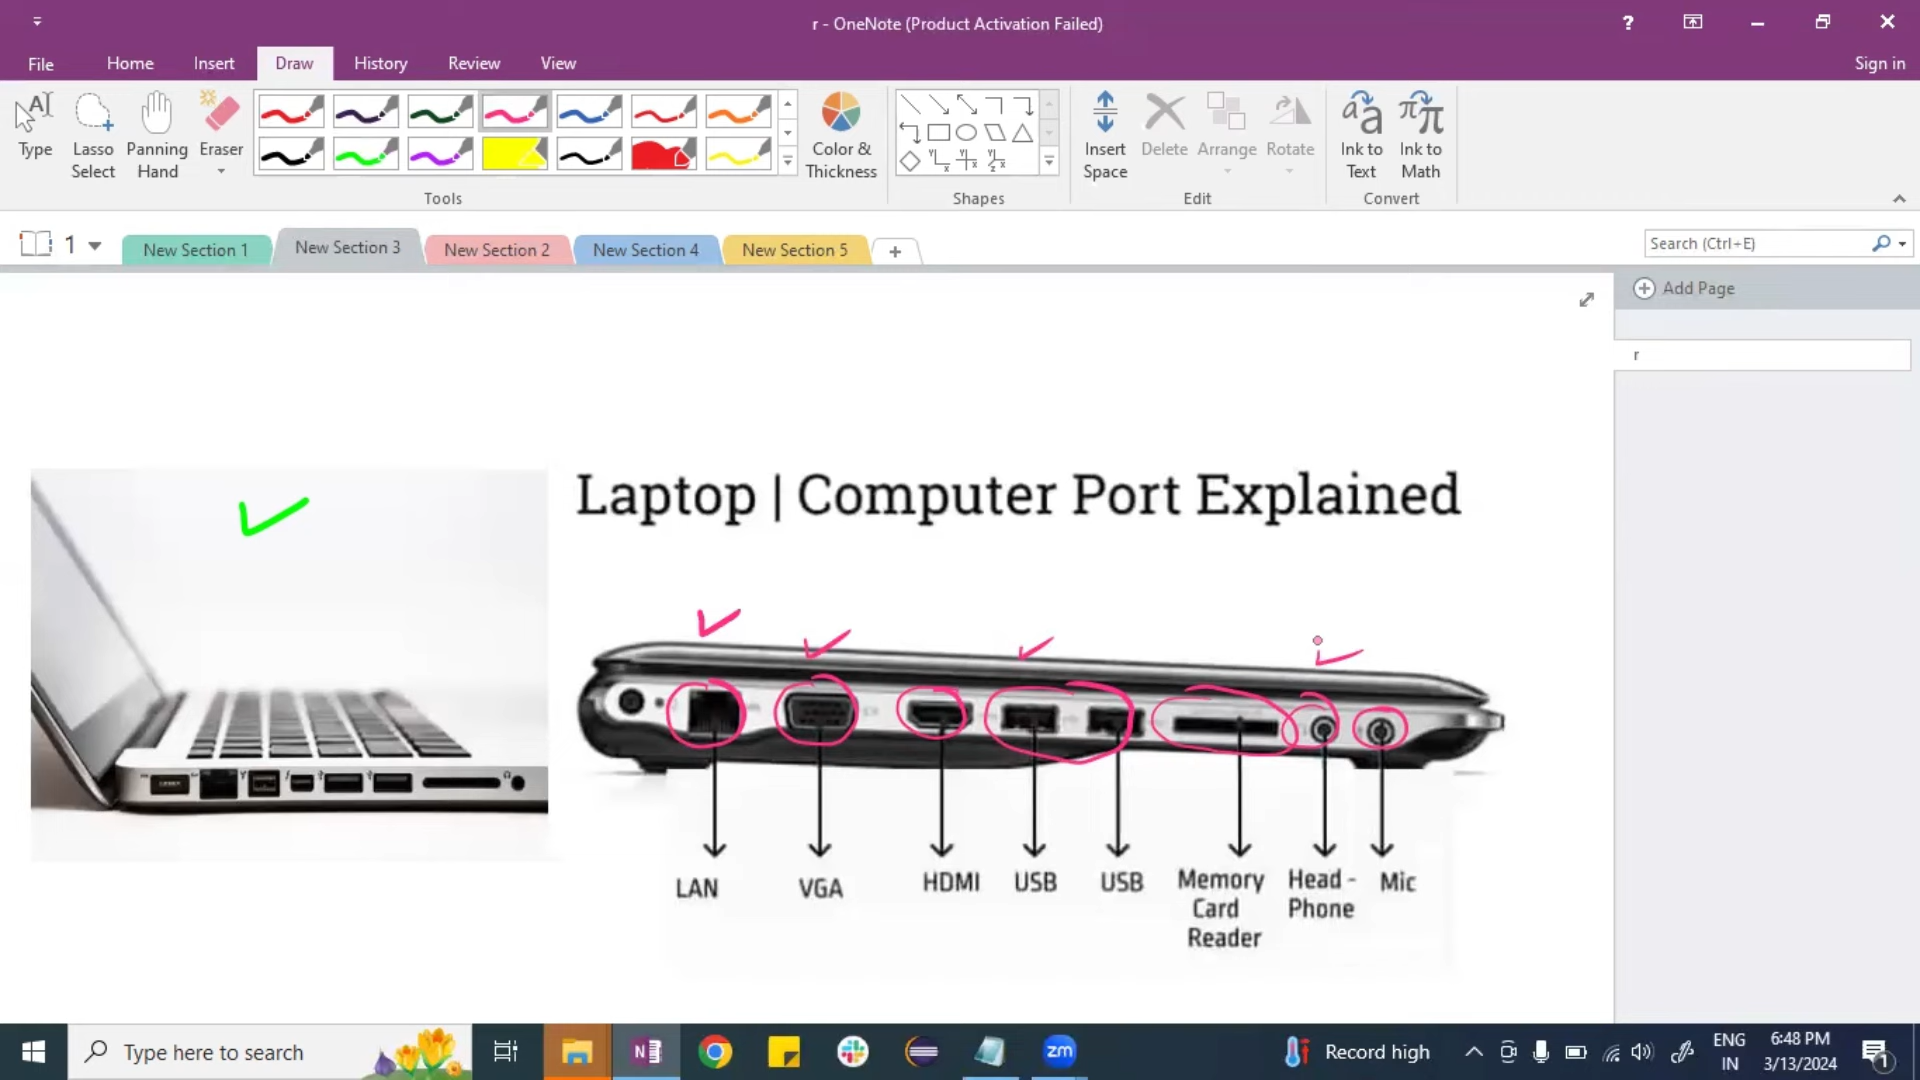 r - OneNote (Product Activation Failed)
?
File
Home
Insert
Draw
History
Review
View
Sign in
Type
Lasso
Select
Panning
Hand
Eraser
Color &
Thickness
Insert
Space
Delete
Arrange
Rotate
Ink to
Text
Ink to
Math
Tools
Shapes
Edit
Convert
1
New Section 1
New Section 3
New Section 2
New Section 4
New Section 5
+
Search (Ctrl+E)
Add Page
r
Laptop | Computer Port Explained
LAN
VGA
HDMI
USB
USB
Memory
Card
Reader
Head -
Phone
Mic
Type here to search
zm
Record high
ENG
IN
6:48 PM
3/13/2024
1